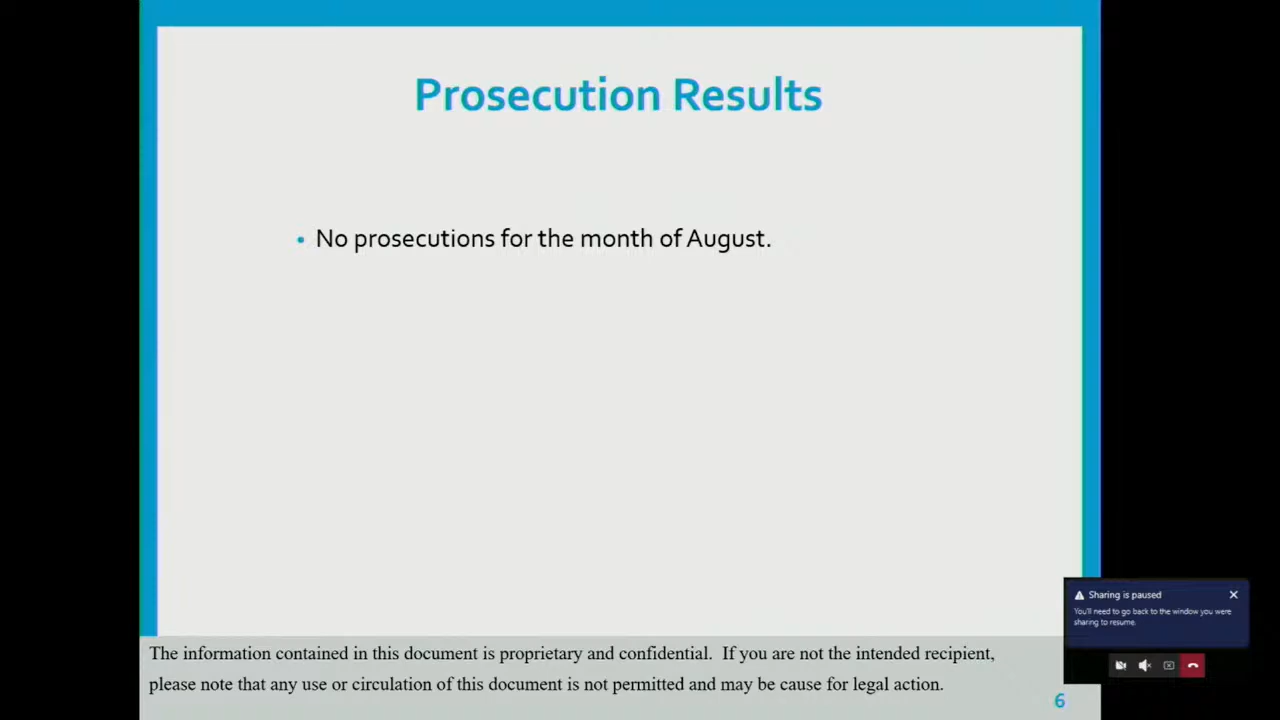 Prosecution Results
• No prosecutions for the month of August.
Sharing is paused
You'll need to go back to the window you were
sharing to resume.
The information contained in this document is proprietary and confidential.  If you are not the intended recipient,
please note that any use or circulation of this document is not permitted and may be cause for legal action.
6